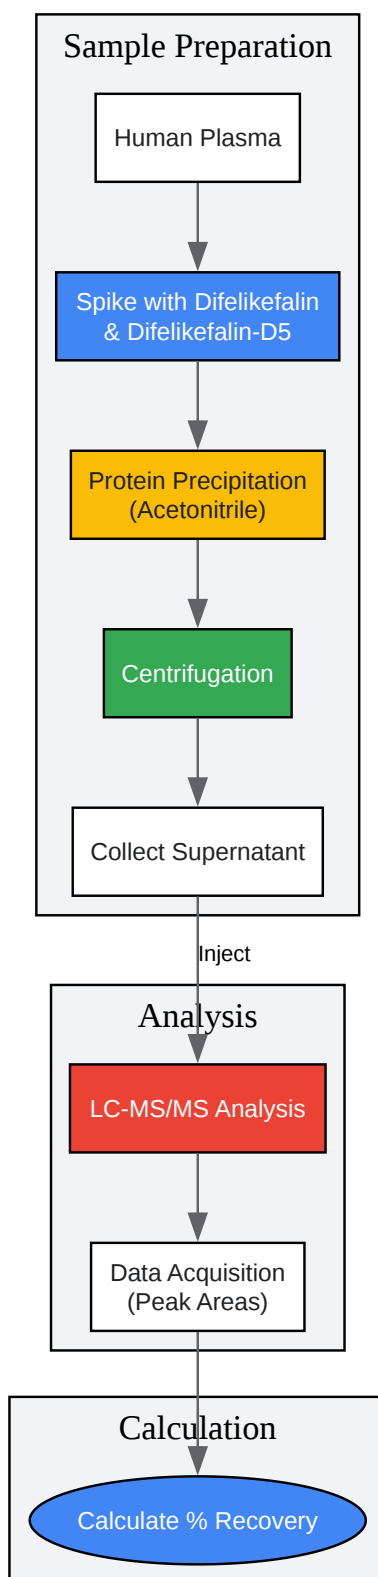 Sample Preparation
Human Plasma
Spike with Difelikefalin
& Difelikefalin-D5
Protein Precipitation
(Acetonitrile)
Centrifugation
Collect Supernatant
Inject
Analysis
LC-MS/MS Analysis
Data Acquisition
(Peak Areas)
Calculation
Calculate % Recovery